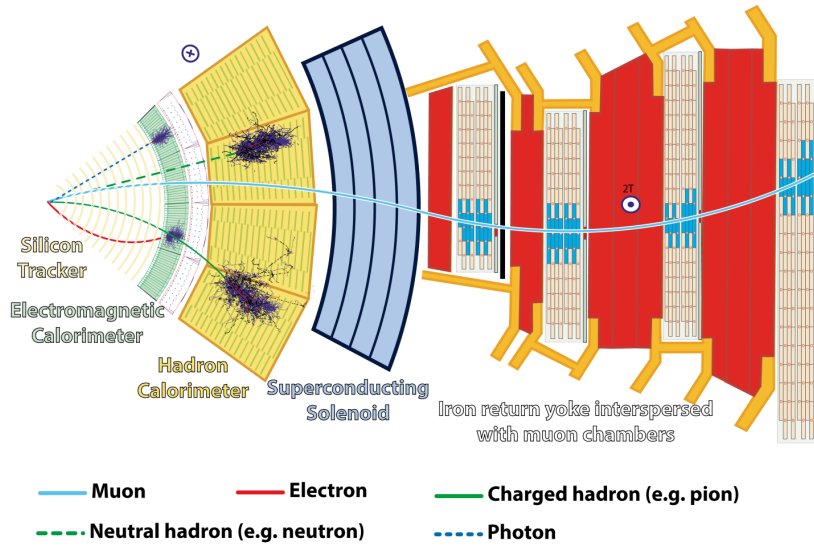 2T
Silicon
Tracker
Electromagnetic
Calorimeter
Hadron
Calorimeter
Superconducting
Solenoid
Iron return yoke interspersed
with muon chambers
Muon
Electron
Charged hadron (e.g. pion)
Neutral hadron (e.g. neutron)
Photon